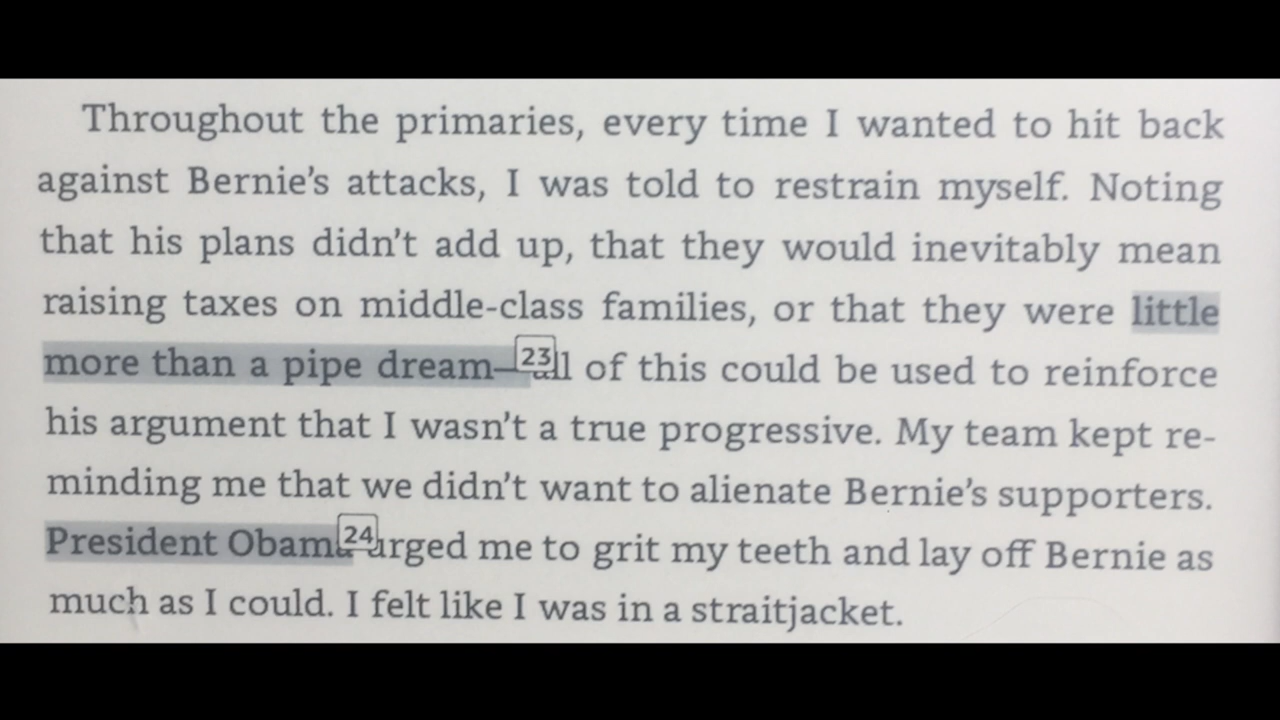 Throughout the primaries, every time I wanted to hit back
against Bernie's attacks, I was told to restrain myself. Noting
that his plans didn't add up, that they would inevitably mean
raising taxes on middle-class families, or that they were little
more than a pipe dream—23all of this could be used to reinforce
his argument that I wasn't a true progressive. My team kept re-
minding me that we didn't want to alienate Bernie's supporters.
President Obama 24 urged me to grit my teeth and lay off Bernie as
much as I could. I felt like I was in a straitjacket.